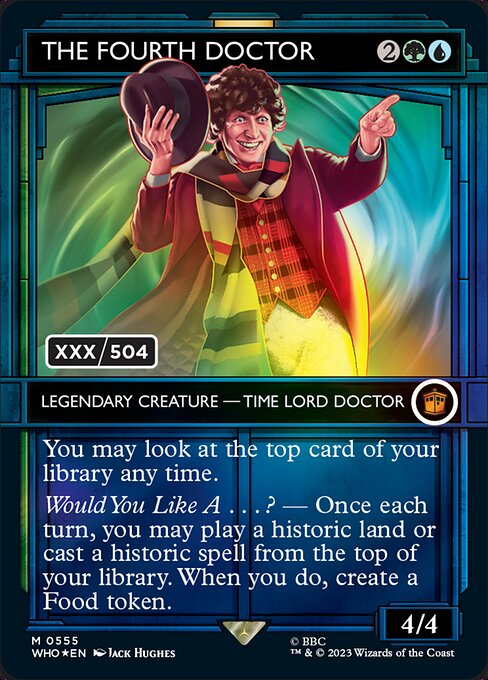 THE FOURTH DOCTOR 2
XXX/504
LEGENDARY CREATURE — TIME LORD DOCTOR
You may look at the top card of your
library any time.
Would You Like A . . . ? — Once each
turn, you may play a historic land or
cast a historic spell from the top of
your library. When you do, create a
Food token.
4/4
M 0555
WHO★EN Jack Hughes
© BBC
™ & © 2023 Wizards of the Coast